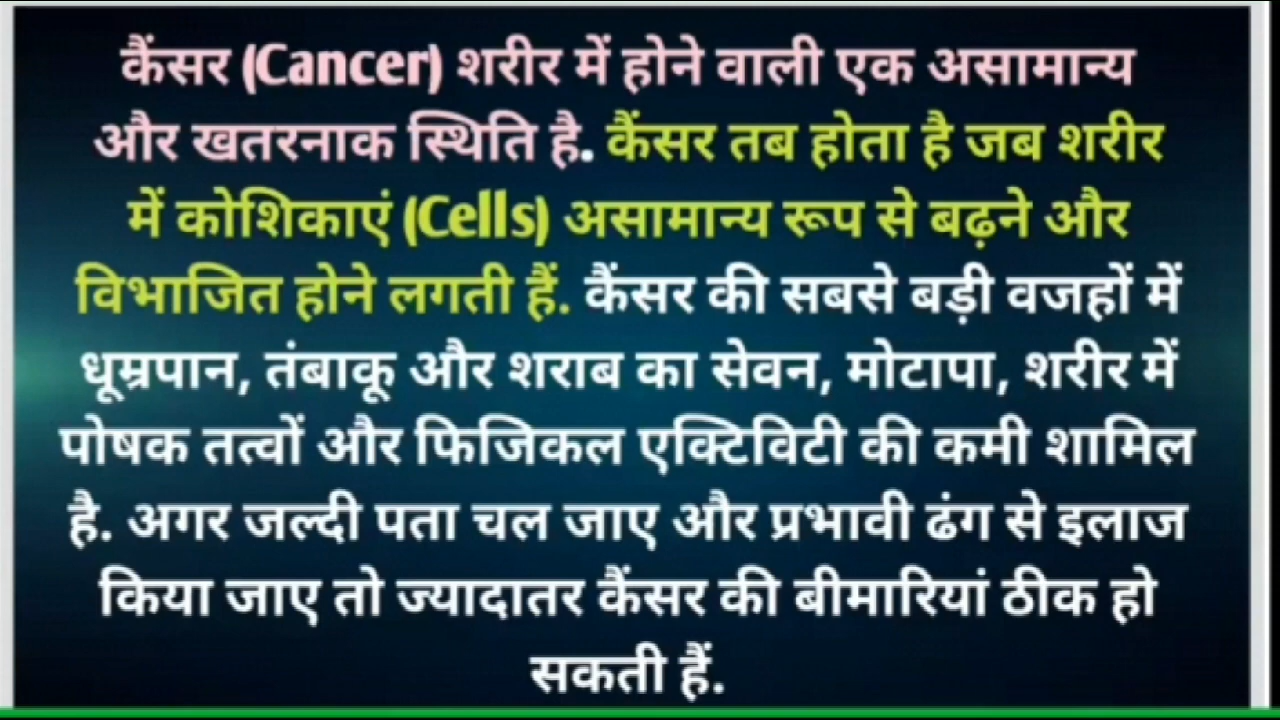 कैंसर (Cancer) शरीर में होने वाली एक असामान्य
और खतरनाक स्थिति है. कैंसर तब होता है जब शरीर
में कोशिकाएं (Cells) असामान्य रूप से बढ़ने और
विभाजित होने लगती हैं. कैंसर की सबसे बड़ी वजहों में
धूम्रपान, तंबाकू और शराब का सेवन, मोटापा, शरीर में
पोषक तत्वों और फिजिकल एक्टिविटी की कमी शामिल
है. अगर जल्दी पता चल जाए और प्रभावी ढंग से इलाज
किया जाए तो ज्यादातर कैंसर की बीमारियां ठीक हो
सकती हैं.